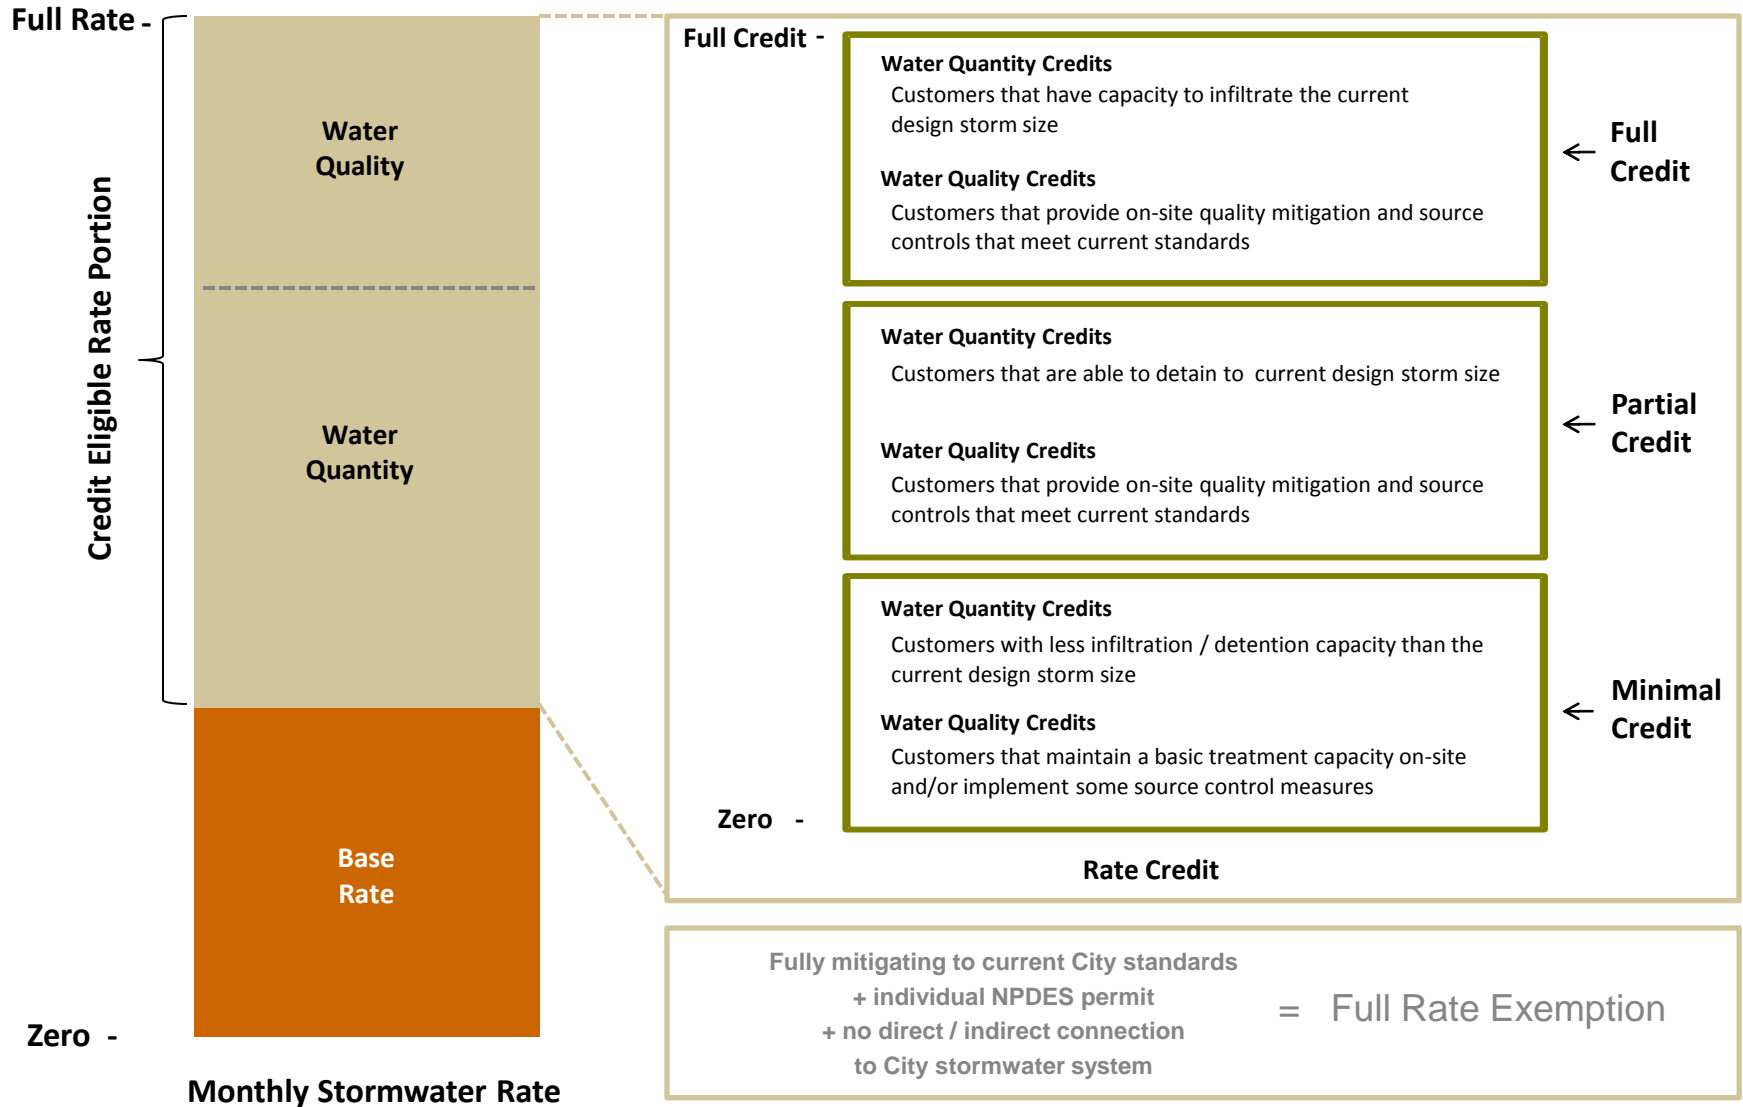 Full Rate -
Water
Quality
Credit Eligible Rate Portion
Water
Quantity
Base
Rate
Zero -
Monthly Stormwater Rate
Full Credit -
Water Quantity Credits
Customers that have capacity to infiltrate the current
design storm size
Water Quality Credits
Customers that provide on-site quality mitigation and source
controls that meet current standards
Full
Credit
Water Quantity Credits
Customers that are able to detain to current design storm size
Water Quality Credits
Customers that provide on-site quality mitigation and source
controls that meet current standards
Partial
Credit
Water Quantity Credits
Customers with less infiltration / detention capacity than the
current design storm size
Water Quality Credits
Customers that maintain a basic treatment capacity on-site
and/or implement some source control measures
Minimal
Credit
Zero -
Rate Credit
Fully mitigating to current City standards
+ individual NPDES permit
+ no direct / indirect connection
to City stormwater system
= Full Rate Exemption